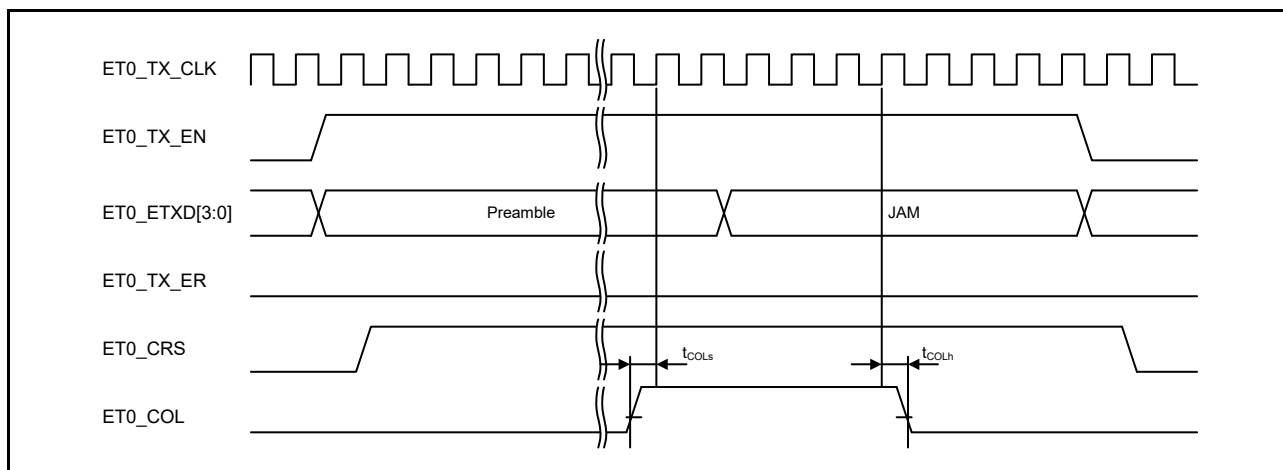 ET0_TX_CLK
ET0_TX_EN
ET0_ETXD[3:0] Preamble JAM
ET0_TX_ER
ET0_CRS
tCOLs tCOLh
ET0_COL